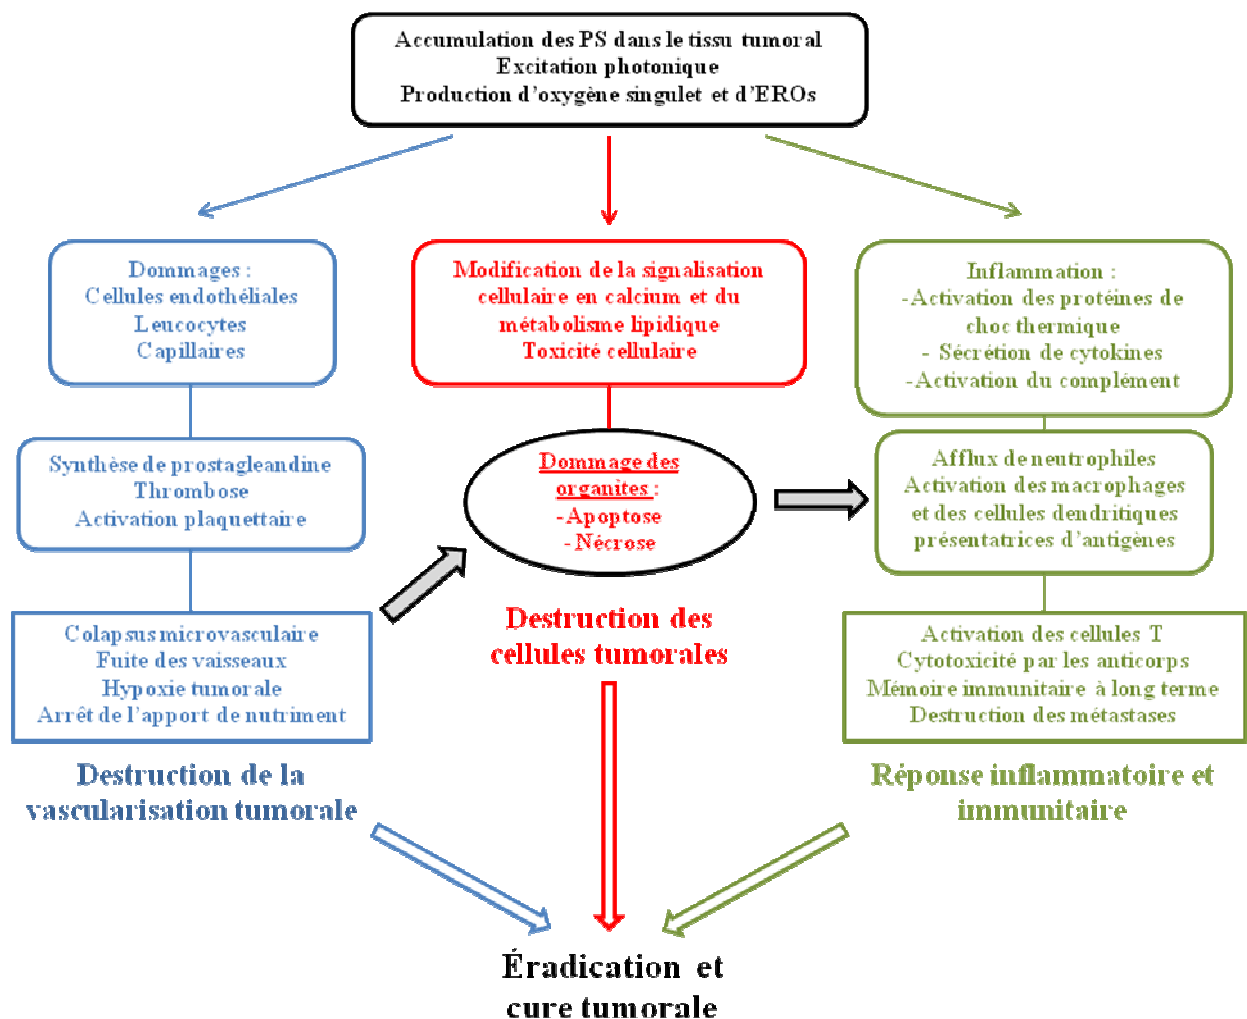 Accumulation des PS dans le tissu tumoral
Excitation photonique
Production d'oxygène singulet et d'EROs
Dommages :
Cellules endothéliales
Leucocytes
Capillaires
Synthèse de prostagleandine
Thrombose
Activation plaquettaire
Colapsus microvasculaire
Fuite des vaisseaux
Hypoxie tumorale
Arrêt de l'apport de nutriment
Destruction de la
vascularisation tumorale
Modification de la signalisation
cellulaire en calcium et du
métabolisme lipidique
Toxicité cellulaire
Dommage des
organites :
-Apoptose
- Nécrose
Destruction des
cellules tumorales
Inflammation :
-Activation des protéines de
choc thermique
- Sécrétion de cytokines
-Activation du complément
Afflux de neutrophiles
Activation des macrophages
et des cellules dendritiques
présentatrices d'antigènes
Activation des cellules T
Cytotoxicité par les anticorps
Mémoire immunitaire à long terme
Destruction des métastases
Réponse inflammatoire et
immunitaire
Éradication et
cure tumorale